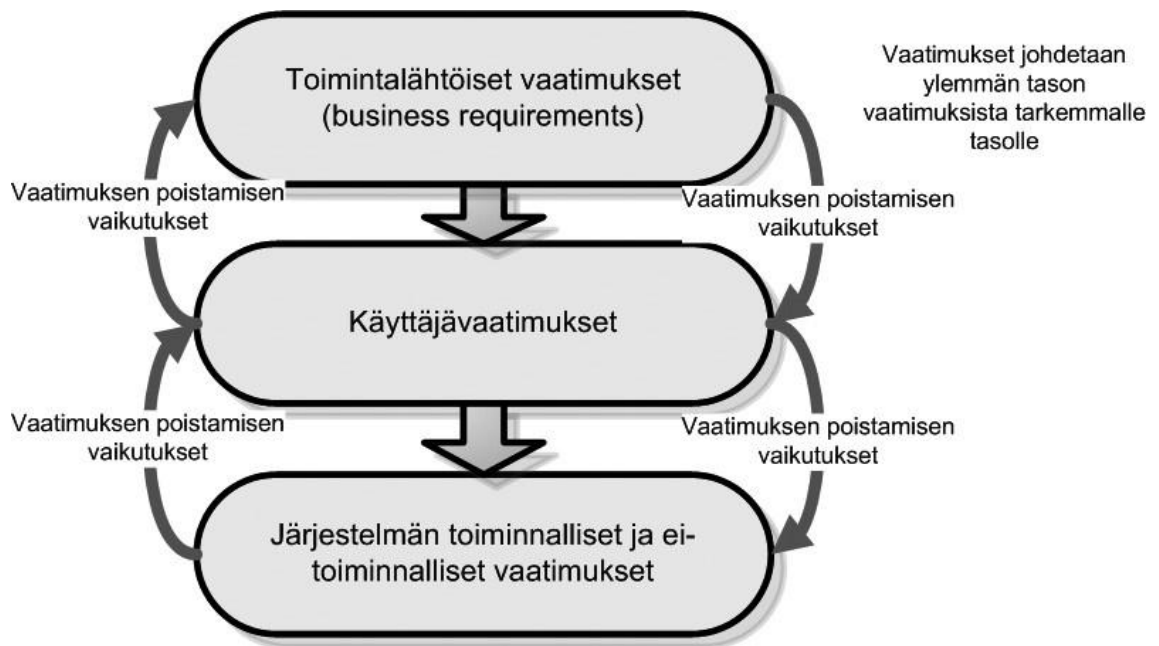 Toimintalähtöiset vaatimukset
(business requirements)
Vaatimukset johdetaan
ylemmän tason
vaatimuksista tarkemmalle
tasolle
Vaatimuksen poistamisen
vaikutukset
Vaatimuksen poistamisen
vaikutukset
Käyttäjävaatimukset
Vaatimuksen poistamisen
vaikutukset
Vaatimuksen poistamisen
vaikutukset
Järjestelmän toiminnalliset ja ei-
toiminnalliset vaatimukset